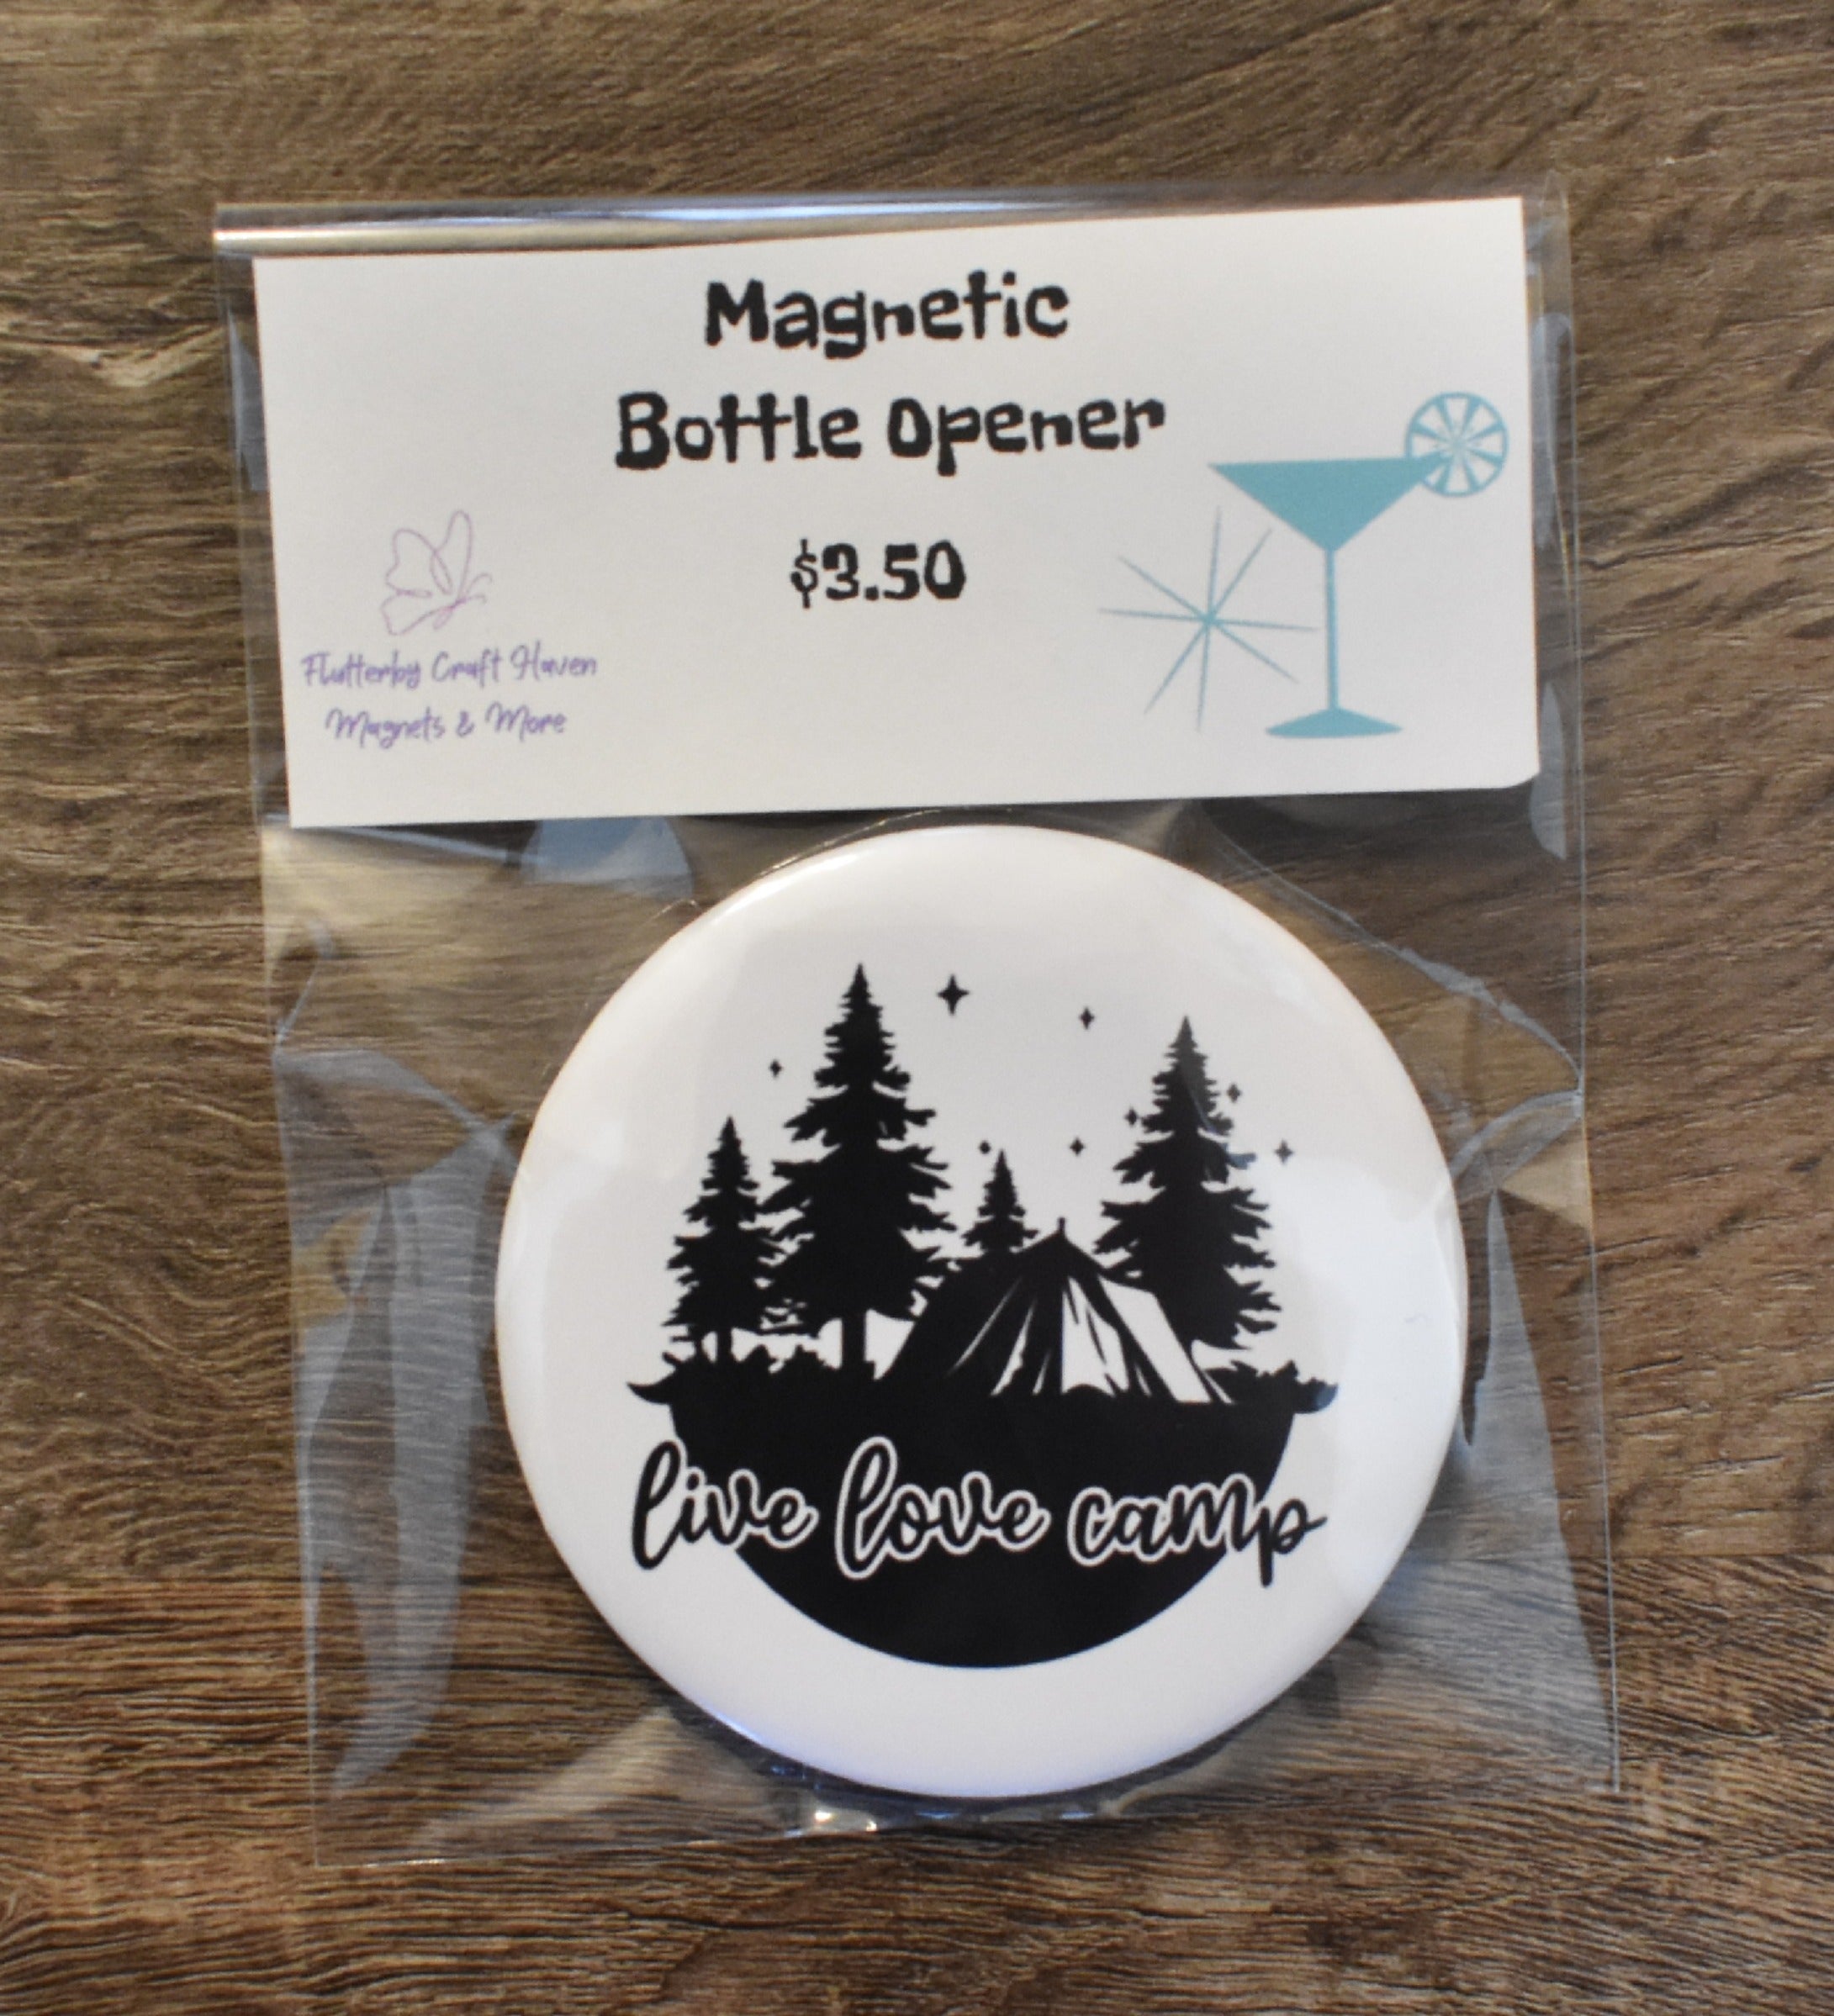 Magnetic
Bottle Opener
$3.50
Flutterby Craft Haven
Magnets & More
live love camp